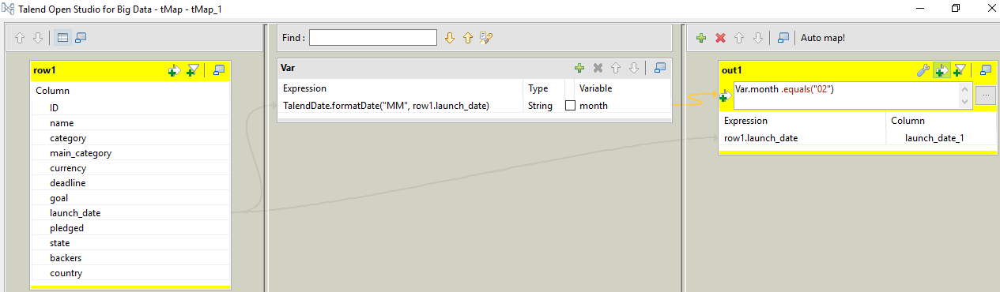 Talend Open Studio for Big Data - tMap - tMap_1
Find :
Auto map!
row1
Column
ID
name
category
main_category
currency
deadline
goal
launch_date
pledged
state
backers
country
Var
Expression Type Variable
TalendDate.formatDate("MM", row1.launch_date) String month
out1
Var.month .equals("02")
...
Expression Column
row1.launch_date launch_date_1